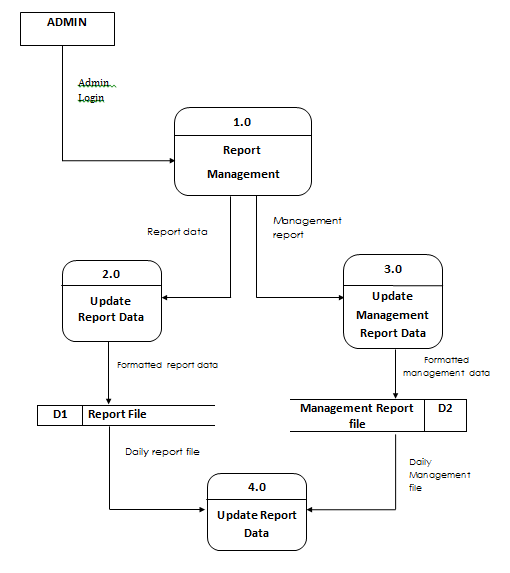 ADMIN
Admin
Login
1.0
Report
Management
Report data
Management
report
2.0
Update
Report Data
3.0
Update
Management
Report Data
Formatted report data
Formatted
management data
D1 Report File
Management Report D2
file
Daily report file
Daily
Management
file
4.0
Update Report
Data